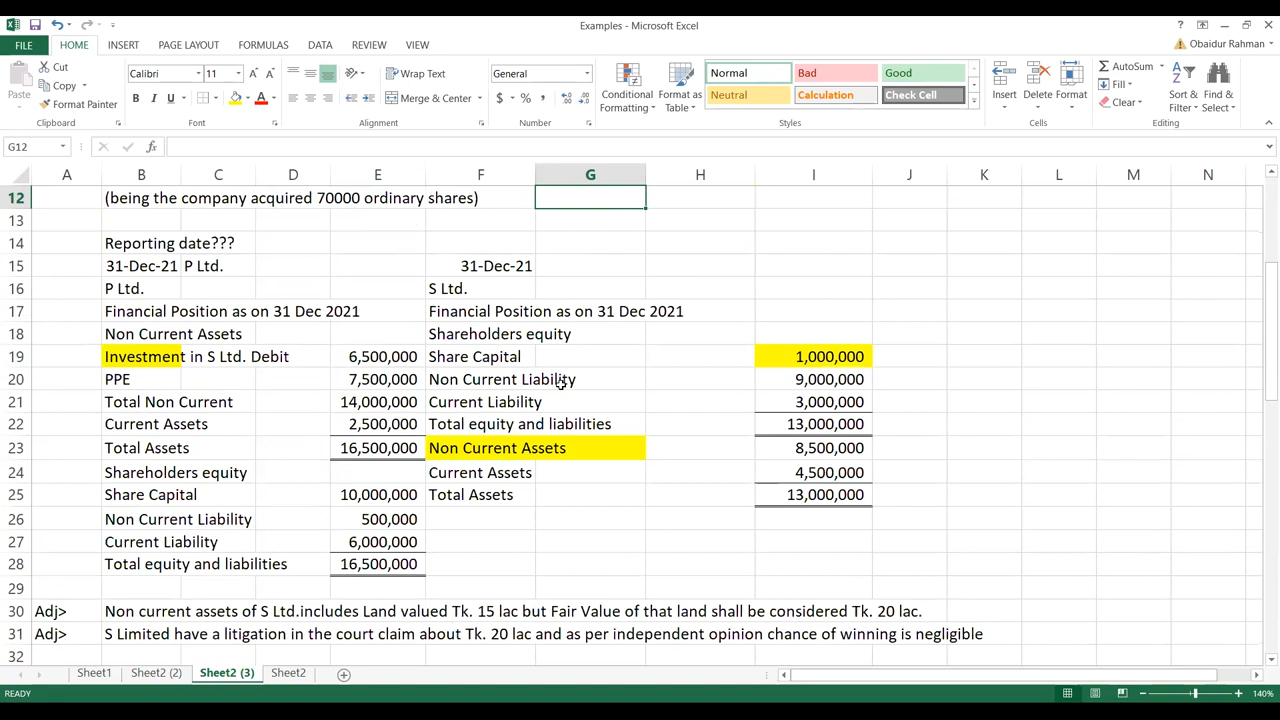 Examples - Microsoft Excel
FILE HOME INSERT PAGE LAYOUT FORMULAS DATA REVIEW VIEW Obaidur Rahman
Cut Calibri 11 Wrap Text General Normal Bad Good AutoSum
Paste Copy Conditional Format as Insert Delete Format Fill Sort & Find &
Format Painter B I U Merge & Center $ % , Formatting Table Neutral Calculation Check Cell Clear Filter Select
Clipboard Font Alignment Number Styles Cells Editing
G12 fx
A B C D E F G H I J K L M N
12 (being the company acquired 70000 ordinary shares)
13
14 Reporting date???
15 31-Dec-21 P Ltd. 31-Dec-21
16 P Ltd. S Ltd.
17 Financial Position as on 31 Dec 2021 Financial Position as on 31 Dec 2021
18 Non Current Assets Shareholders equity
19 Investment in S Ltd. Debit 6,500,000 Share Capital 1,000,000
20 PPE 7,500,000 Non Current Liability 9,000,000
21 Total Non Current 14,000,000 Current Liability 3,000,000
22 Current Assets 2,500,000 Total equity and liabilities 13,000,000
23 Total Assets 16,500,000 Non Current Assets 8,500,000
24 Shareholders equity Current Assets 4,500,000
25 Share Capital 10,000,000 Total Assets 13,000,000
26 Non Current Liability 500,000
27 Current Liability 6,000,000
28 Total equity and liabilities 16,500,000
29
30 Adj> Non current assets of S Ltd.includes Land valued Tk. 15 lac but Fair Value of that land shall be considered Tk. 20 lac.
31 Adj> S Limited have a litigation in the court claim about Tk. 20 lac and as per independent opinion chance of winning is negligible
32
Sheet1 Sheet2 (2) Sheet2 (3) Sheet2
READY 140%